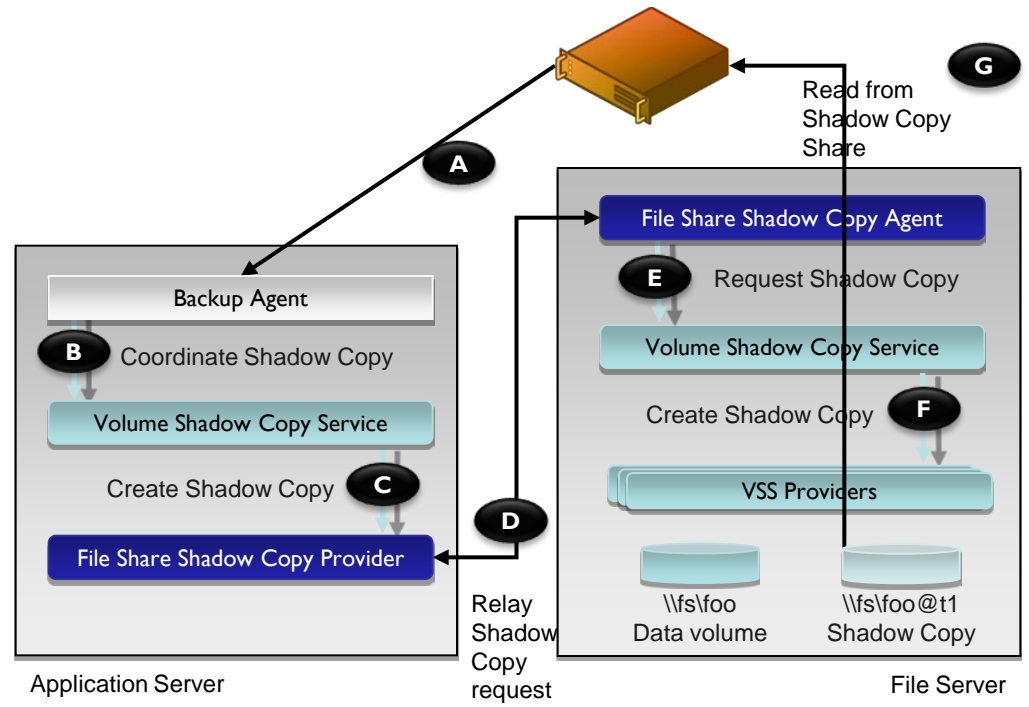 G
Read from
Shadow Copy
Share
A
File Share Shadow Copy Agent
E
Request Shadow Copy
Backup Agent
B
Coordinate Shadow Copy
Volume Shadow Copy Service
Volume Shadow Copy Service
Create Shadow Copy
F
C
Create Shadow Copy
VSS Providers
D
File Share Shadow Copy Provider
Relay
Shadow
Copy
request
\\fs\foo
Data volume
\\fs\foo@t1
Shadow Copy
Application Server
File Server